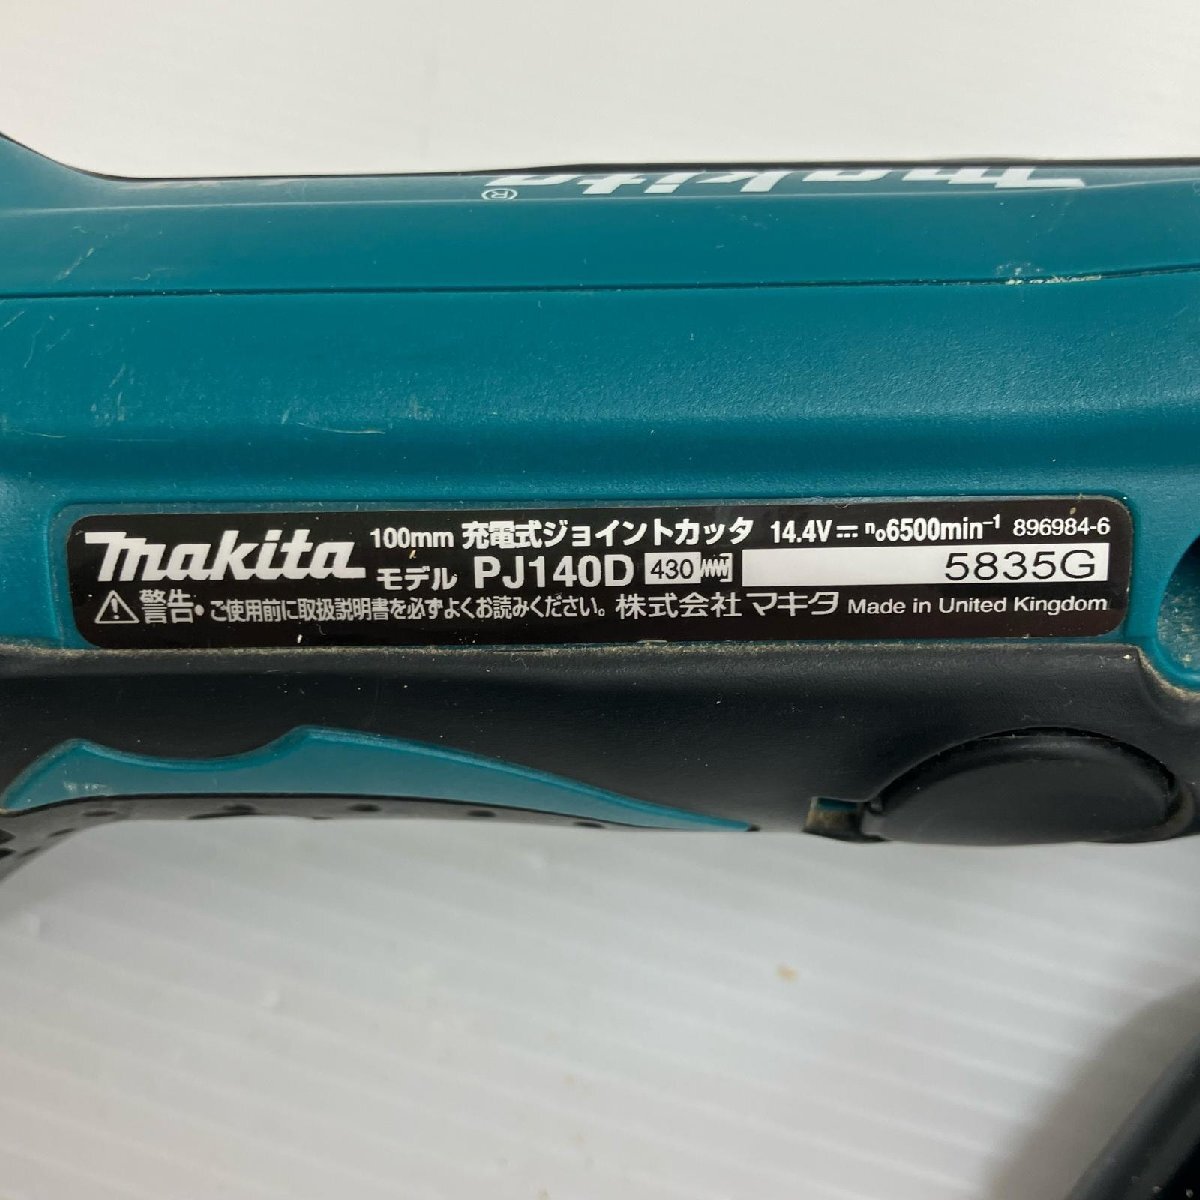 makita®
makita 100mm 充電式ジョイントカッタ 14.4V⎓ n₀6500min⁻¹ 896984-6
モデル PJ140D 430 5835G
⚠警告・ご使用前に取扱説明書を必ずよくお読みください。株式会社マキタ Made in United Kingdom